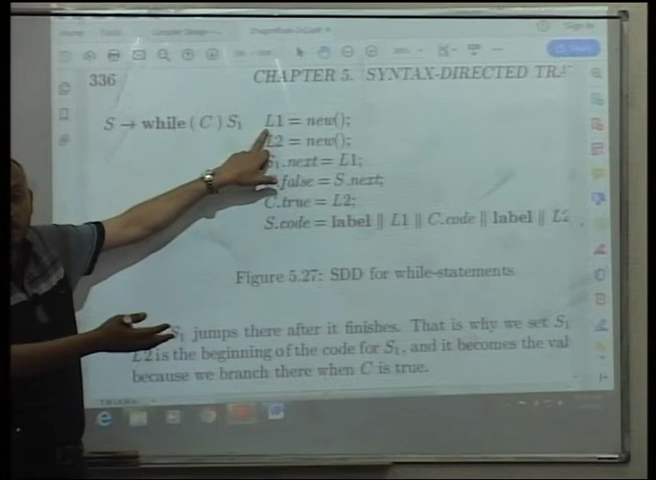 Home Tools
336 CHAPTER 5. SYNTAX-DIRECTED TRA
S → while ( C ) S₁ L1 = new();
L2 = new();
S₁.next = L1;
false = S.next;
C.true = L2;
S.code = label || L1 || C.code || label || L2
Figure 5.27: SDD for while-statements
S₁ jumps there after it finishes. That is why we set S₁
L2 is the beginning of the code for S₁, and it becomes the val
because we branch there when C is true.